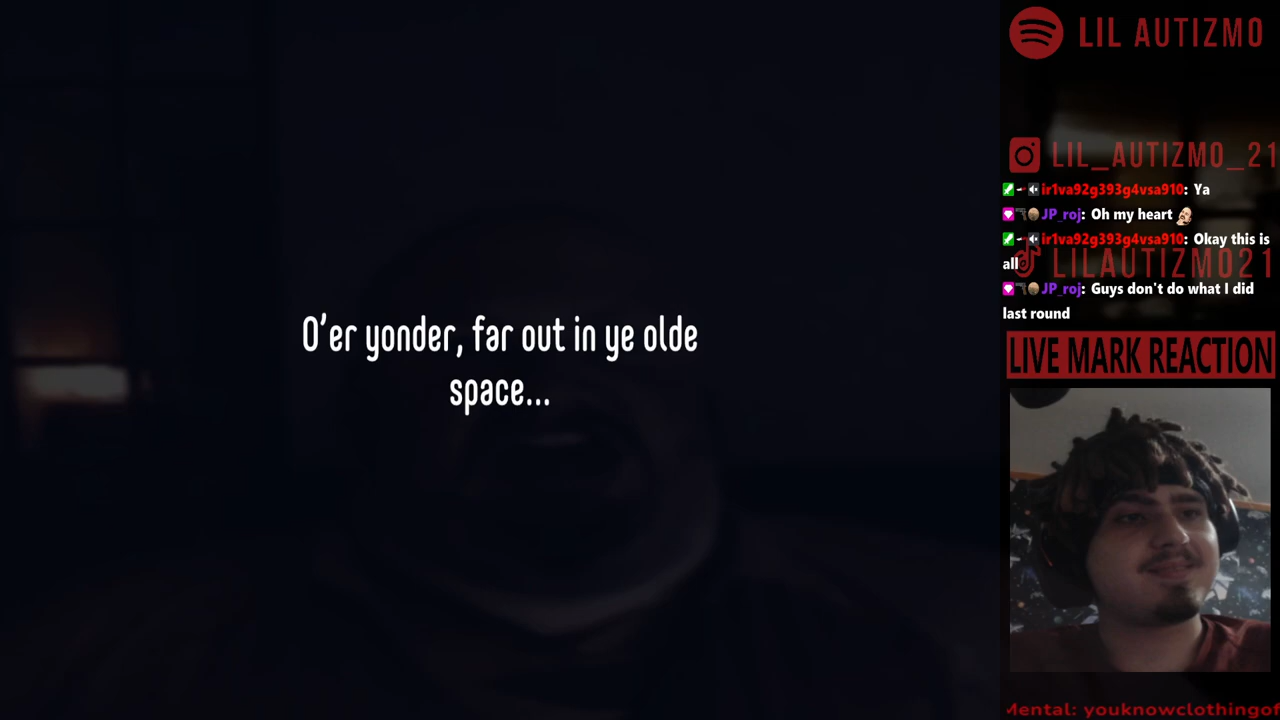 O'er yonder, far out in ye olde
space...
LIL AUTIZMO
LIL_AUTIZMO_21
ir1va92g393g4vsa910: Ya
JP_roj: Oh my heart
ir1va92g393g4vsa910: Okay this is
all
LILAUTIZMO21
JP_roj: Guys don't do what I did
last round
LIVE MARK REACTION
Mental: youknowclothingof